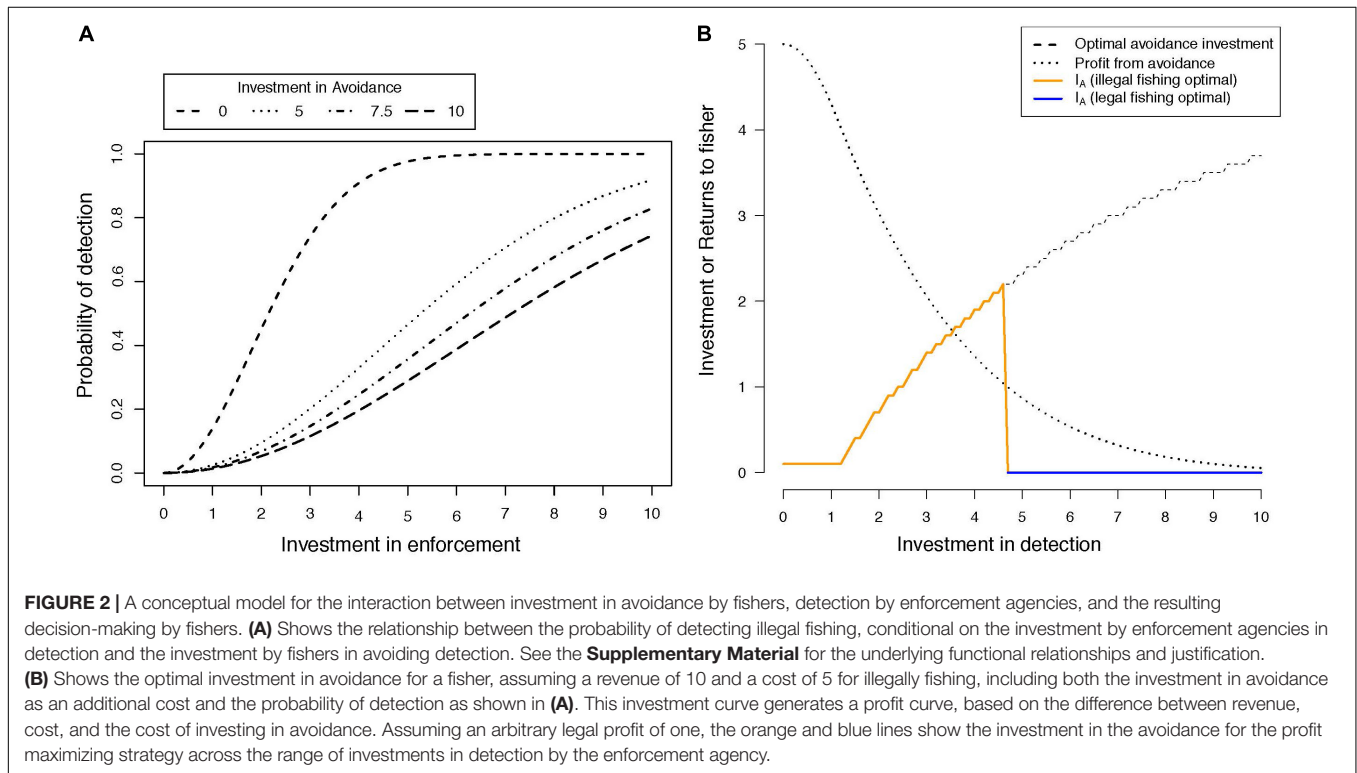 A
Investment in Avoidance
0 5 7.5 10
Probability of detection
1.0
0.8
0.6
0.4
0.2
0.0
0 1 2 3 4 5 6 7 8 9 10
Investment in enforcement
B
Optimal avoidance investment
Profit from avoidance
I_A (illegal fishing optimal)
I_A (legal fishing optimal)
Investment or Returns to fisher
5
4
3
2
1
0
0 1 2 3 4 5 6 7 8 9 10
Investment in detection
FIGURE 2 | A conceptual model for the interaction between investment in avoidance by fishers, detection by enforcement agencies, and the resulting
decision-making by fishers. (A) Shows the relationship between the probability of detecting illegal fishing, conditional on the investment by enforcement agencies in
detection and the investment by fishers in avoiding detection. See the Supplementary Material for the underlying functional relationships and justification.
(B) Shows the optimal investment in avoidance for a fisher, assuming a revenue of 10 and a cost of 5 for illegally fishing, including both the investment in avoidance
as an additional cost and the probability of detection as shown in (A). This investment curve generates a profit curve, based on the difference between revenue,
cost, and the cost of investing in avoidance. Assuming an arbitrary legal profit of one, the orange and blue lines show the investment in the avoidance for the profit
maximizing strategy across the range of investments in detection by the enforcement agency.